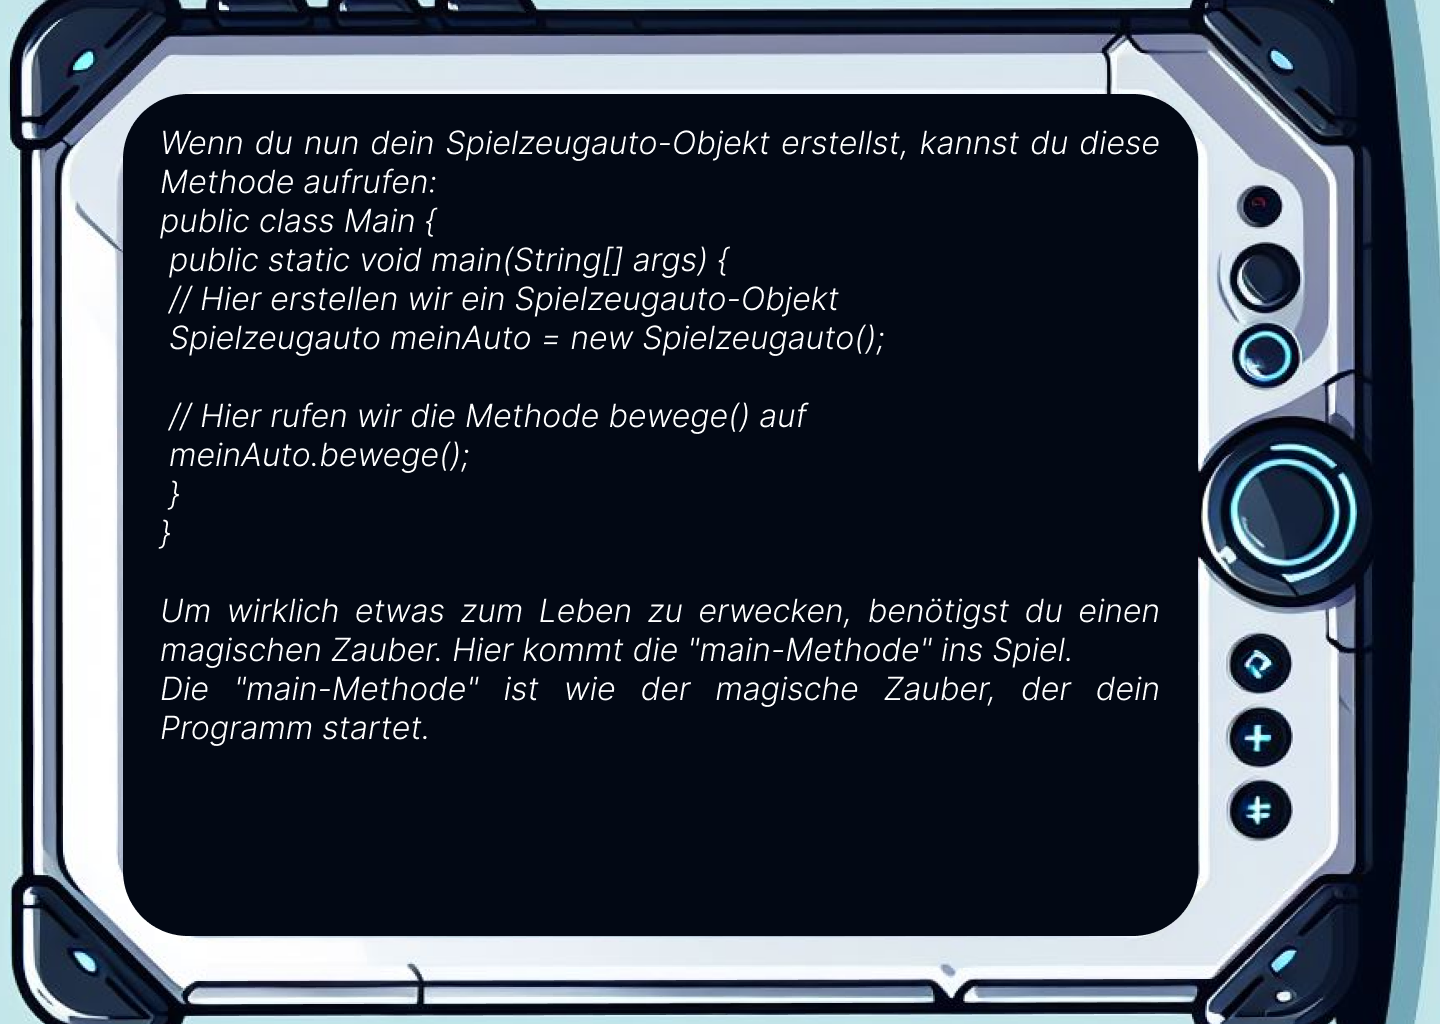 Wenn du nun dein Spielzeugauto-Objekt erstellst, kannst du diese
Methode aufrufen:
public class Main {
 public static void main(String[] args) {
 // Hier erstellen wir ein Spielzeugauto-Objekt
 Spielzeugauto meinAuto = new Spielzeugauto();

 // Hier rufen wir die Methode bewege() auf
 meinAuto.bewege();
 }
}

Um wirklich etwas zum Leben zu erwecken, benötigst du einen
magischen Zauber. Hier kommt die "main-Methode" ins Spiel.
Die "main-Methode" ist wie der magische Zauber, der dein
Programm startet.